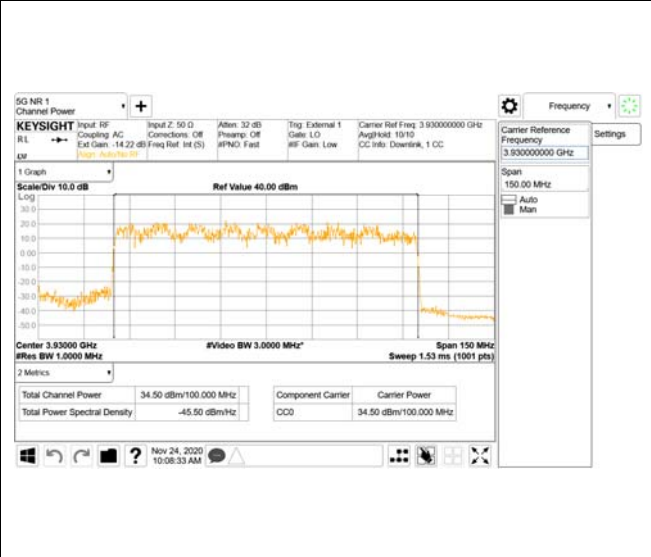 5G NR 1
Channel Power
+
Frequency
KEYSIGHT Input: RF Input Z: 50 Ω Atten: 32 dB Trig: External 1 Carrier Ref Freq: 3.930000000 GHz
R L Coupling: AC Corrections: Off Preamp: Off Gate: LO Avg|Hold: 10/10
Ext Gain: -14.22 dB Freq Ref: Int (S) #PNO: Fast #IF Gain: Low CC Info: Downlink, 1 CC
Align: Auto/No RF
Carrier Reference
Frequency
3.930000000 GHz
Settings
Span
150.00 MHz
Auto
Man
1 Graph
Scale/Div 10.0 dB Ref Value 40.00 dBm
Log
30.0
20.0
10.0
0.00
-10.0
-20.0
-30.0
-40.0
-50.0
Center 3.93000 GHz #Video BW 3.0000 MHz* Span 150 MHz
#Res BW 1.0000 MHz Sweep 1.53 ms (1001 pts)
2 Metrics
Total Channel Power 34.50 dBm/100.000 MHz Component Carrier Carrier Power
Total Power Spectral Density -45.50 dBm/Hz CC0 34.50 dBm/100.000 MHz
? Nov 24, 2020
10:08:33 AM